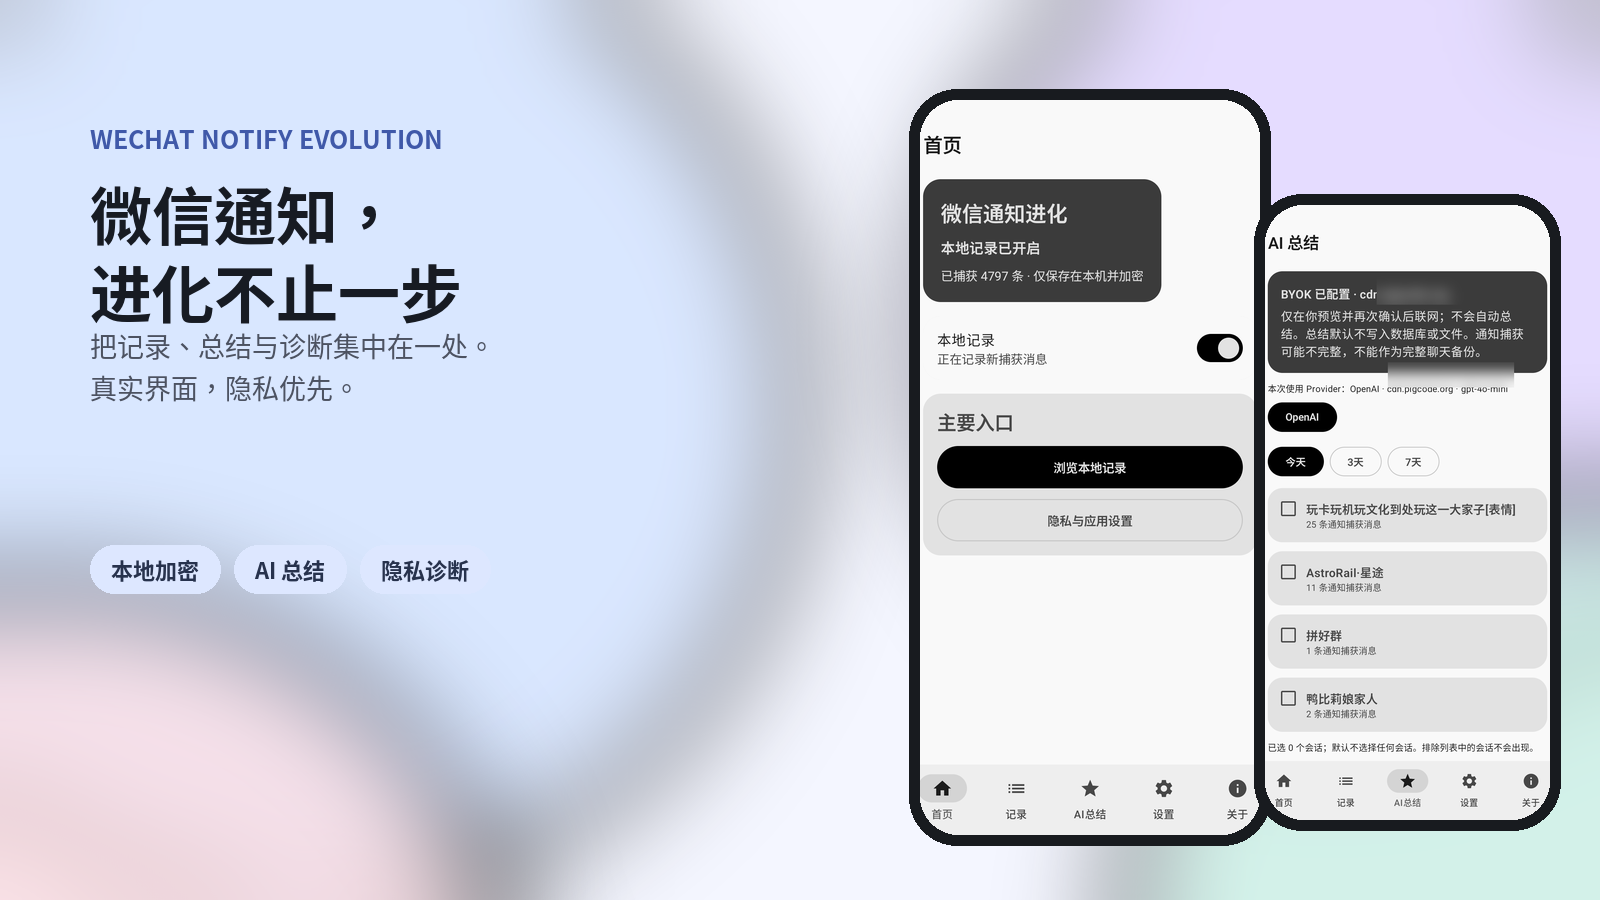 WECHAT NOTIFY EVOLUTION
微信通知，
进化不止一步
把记录、总结与诊断集中在一处。
真实界面，隐私优先。
本地加密
AI 总结
隐私诊断
首页
微信通知进化
本地记录已开启
已捕获 4797 条 · 仅保存在本机并加密
本地记录
正在记录新捕获消息
主要入口
浏览本地记录
隐私与应用设置
首页
记录
AI总结
设置
关于
AI 总结
BYOK 已配置 · cdn
仅在你预览并再次确认后联网；不会自动总
结。总结默认不写入数据库或文件。通知捕获
可能不完整，不能作为完整聊天备份。
本次使用 Provider：OpenAI · cdn.pigcode.org · gpt-4o-mini
OpenAI
今天
3天
7天
玩卡玩机玩文化到处玩这一大家子[表情]
25 条通知捕获消息
AstroRail·星途
11 条通知捕获消息
拼好群
1 条通知捕获消息
鸭比莉娘家人
2 条通知捕获消息
已选 0 个会话；默认不选择任何会话。排除列表中的会话不会出现。
首页
记录
AI总结
设置
关于